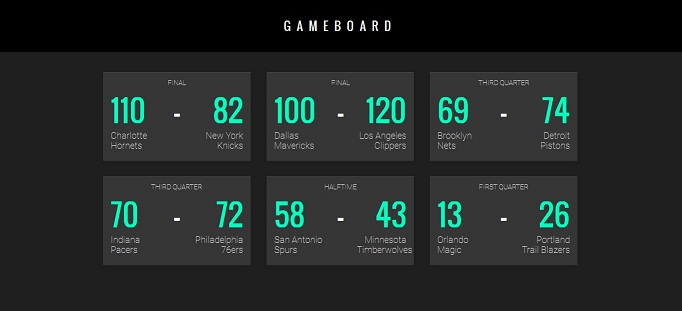 GAMEBOARD
FINAL
110 - 82
Charlotte Hornets
New York Knicks
FINAL
100 - 120
Dallas Mavericks
Los Angeles Clippers
THIRD QUARTER
69 - 74
Brooklyn Nets
Detroit Pistons
THIRD QUARTER
70 - 72
Indiana Pacers
Philadelphia 76ers
HALFTIME
58 - 43
San Antonio Spurs
Minnesota Timberwolves
FIRST QUARTER
13 - 26
Orlando Magic
Portland Trail Blazers